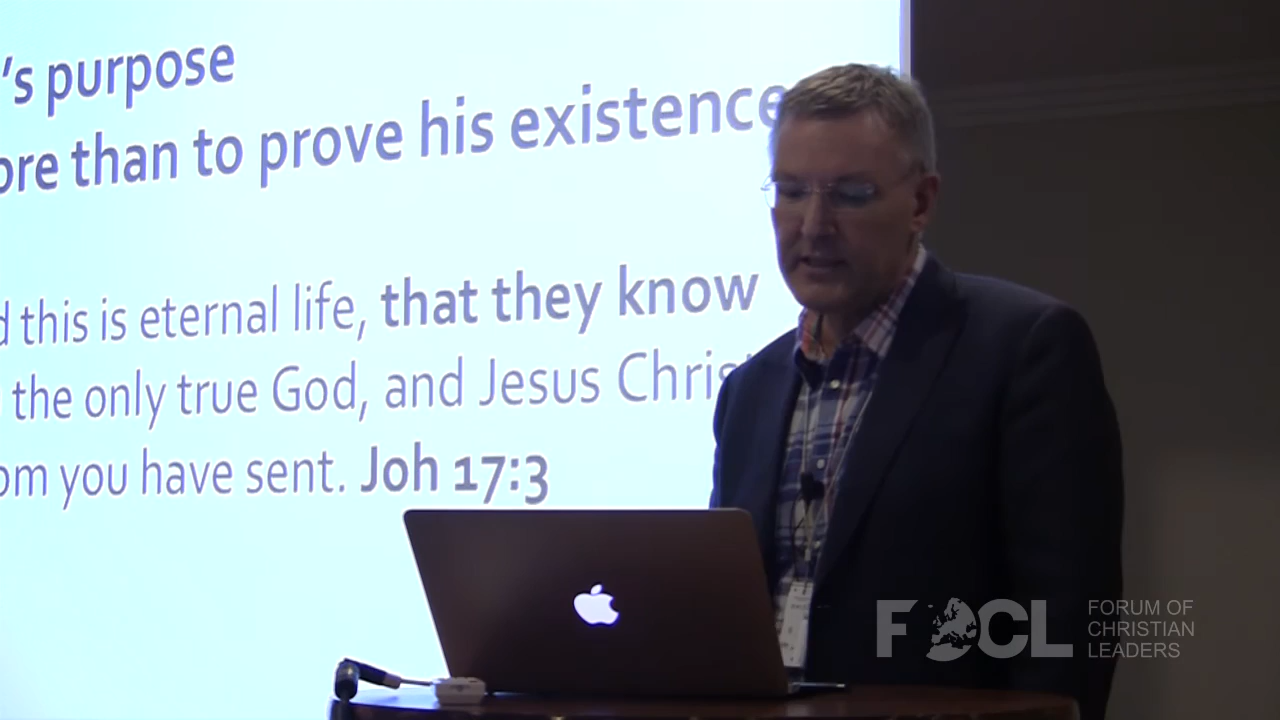 's purpose
ore than to prove his existence
d this is eternal life, that they know
the only true God, and Jesus Chris
om you have sent. Joh 17:3
FOCL
FORUM OF
CHRISTIAN
LEADERS